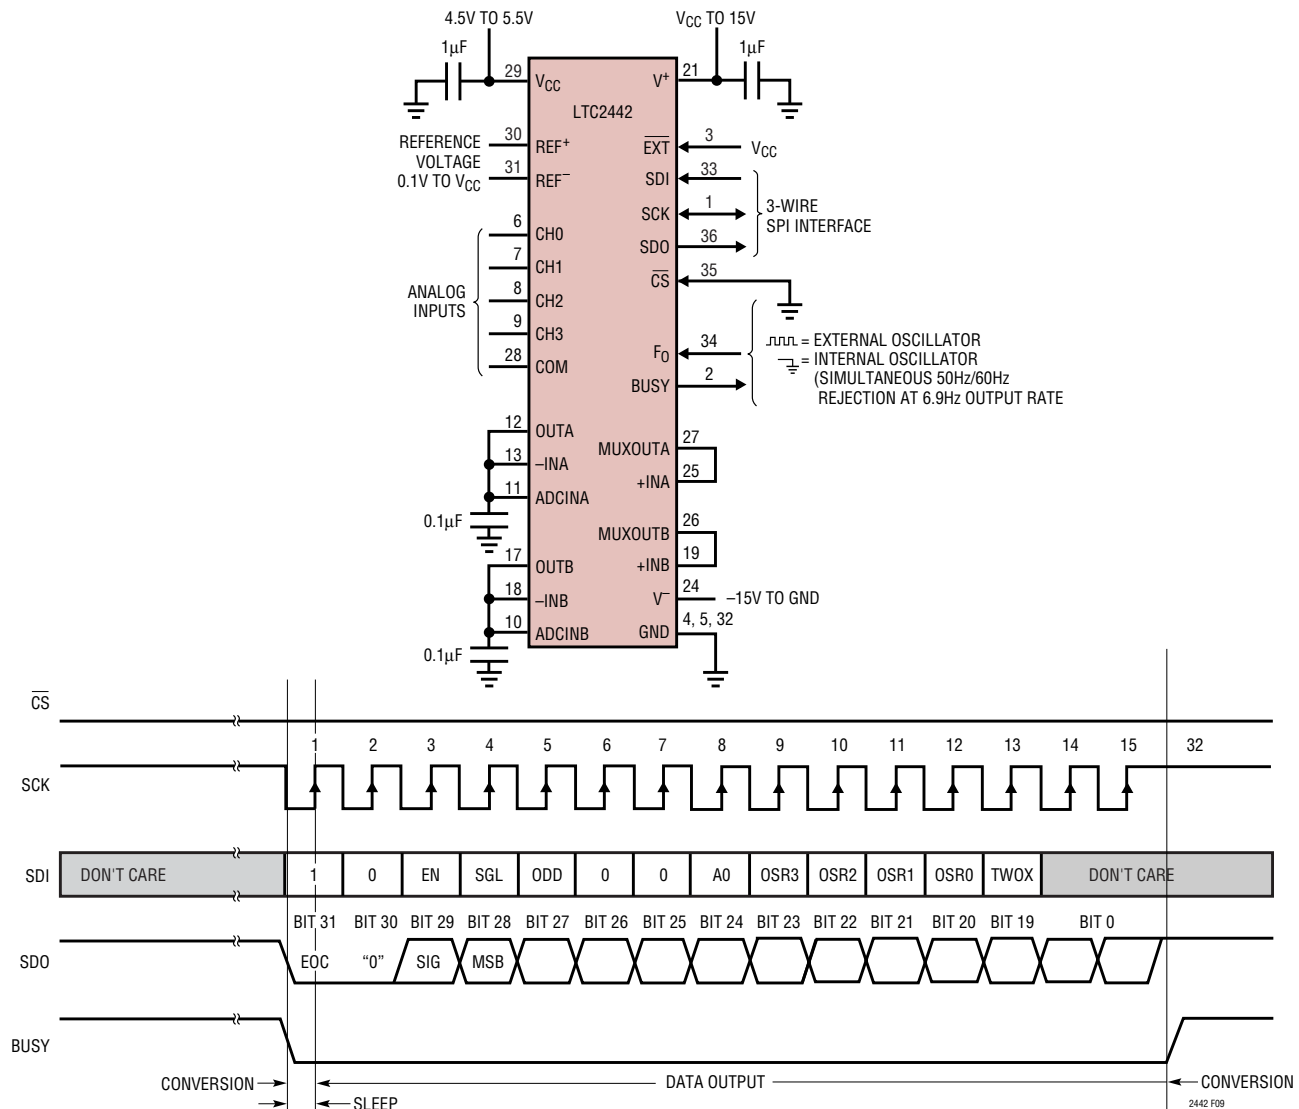 4.5V TO 5.5V
VCC TO 15V
1µF
1µF
29
VCC
V+
21
LTC2442
REFERENCE
VOLTAGE
0.1V TO VCC
30
REF+
31
REF–
EXT
3
VCC
SDI
33
SCK
1
SDO
36
3-WIRE
SPI INTERFACE
CS
35
ANALOG
INPUTS
6
CH0
7
CH1
8
CH2
9
CH3
28
COM
FO
34
BUSY
2
= EXTERNAL OSCILLATOR
= INTERNAL OSCILLATOR
(SIMULTANEOUS 50Hz/60Hz
REJECTION AT 6.9Hz OUTPUT RATE
12
OUTA
13
–INA
11
ADCINA
0.1µF
MUXOUTA
27
+INA
25
MUXOUTB
26
+INB
19
17
OUTB
18
–INB
10
ADCINB
0.1µF
V–
24
–15V TO GND
GND
4, 5, 32
CS
1 2 3 4 5 6 7 8 9 10 11 12 13 14 15 32
SCK
SDI DON'T CARE 1 0 EN SGL ODD 0 0 A0 OSR3 OSR2 OSR1 OSR0 TWOX DON'T CARE
BIT 31 BIT 30 BIT 29 BIT 28 BIT 27 BIT 26 BIT 25 BIT 24 BIT 23 BIT 22 BIT 21 BIT 20 BIT 19 BIT 0
SDO EOC “0” SIG MSB
BUSY
CONVERSION DATA OUTPUT CONVERSION
SLEEP
2442 F09